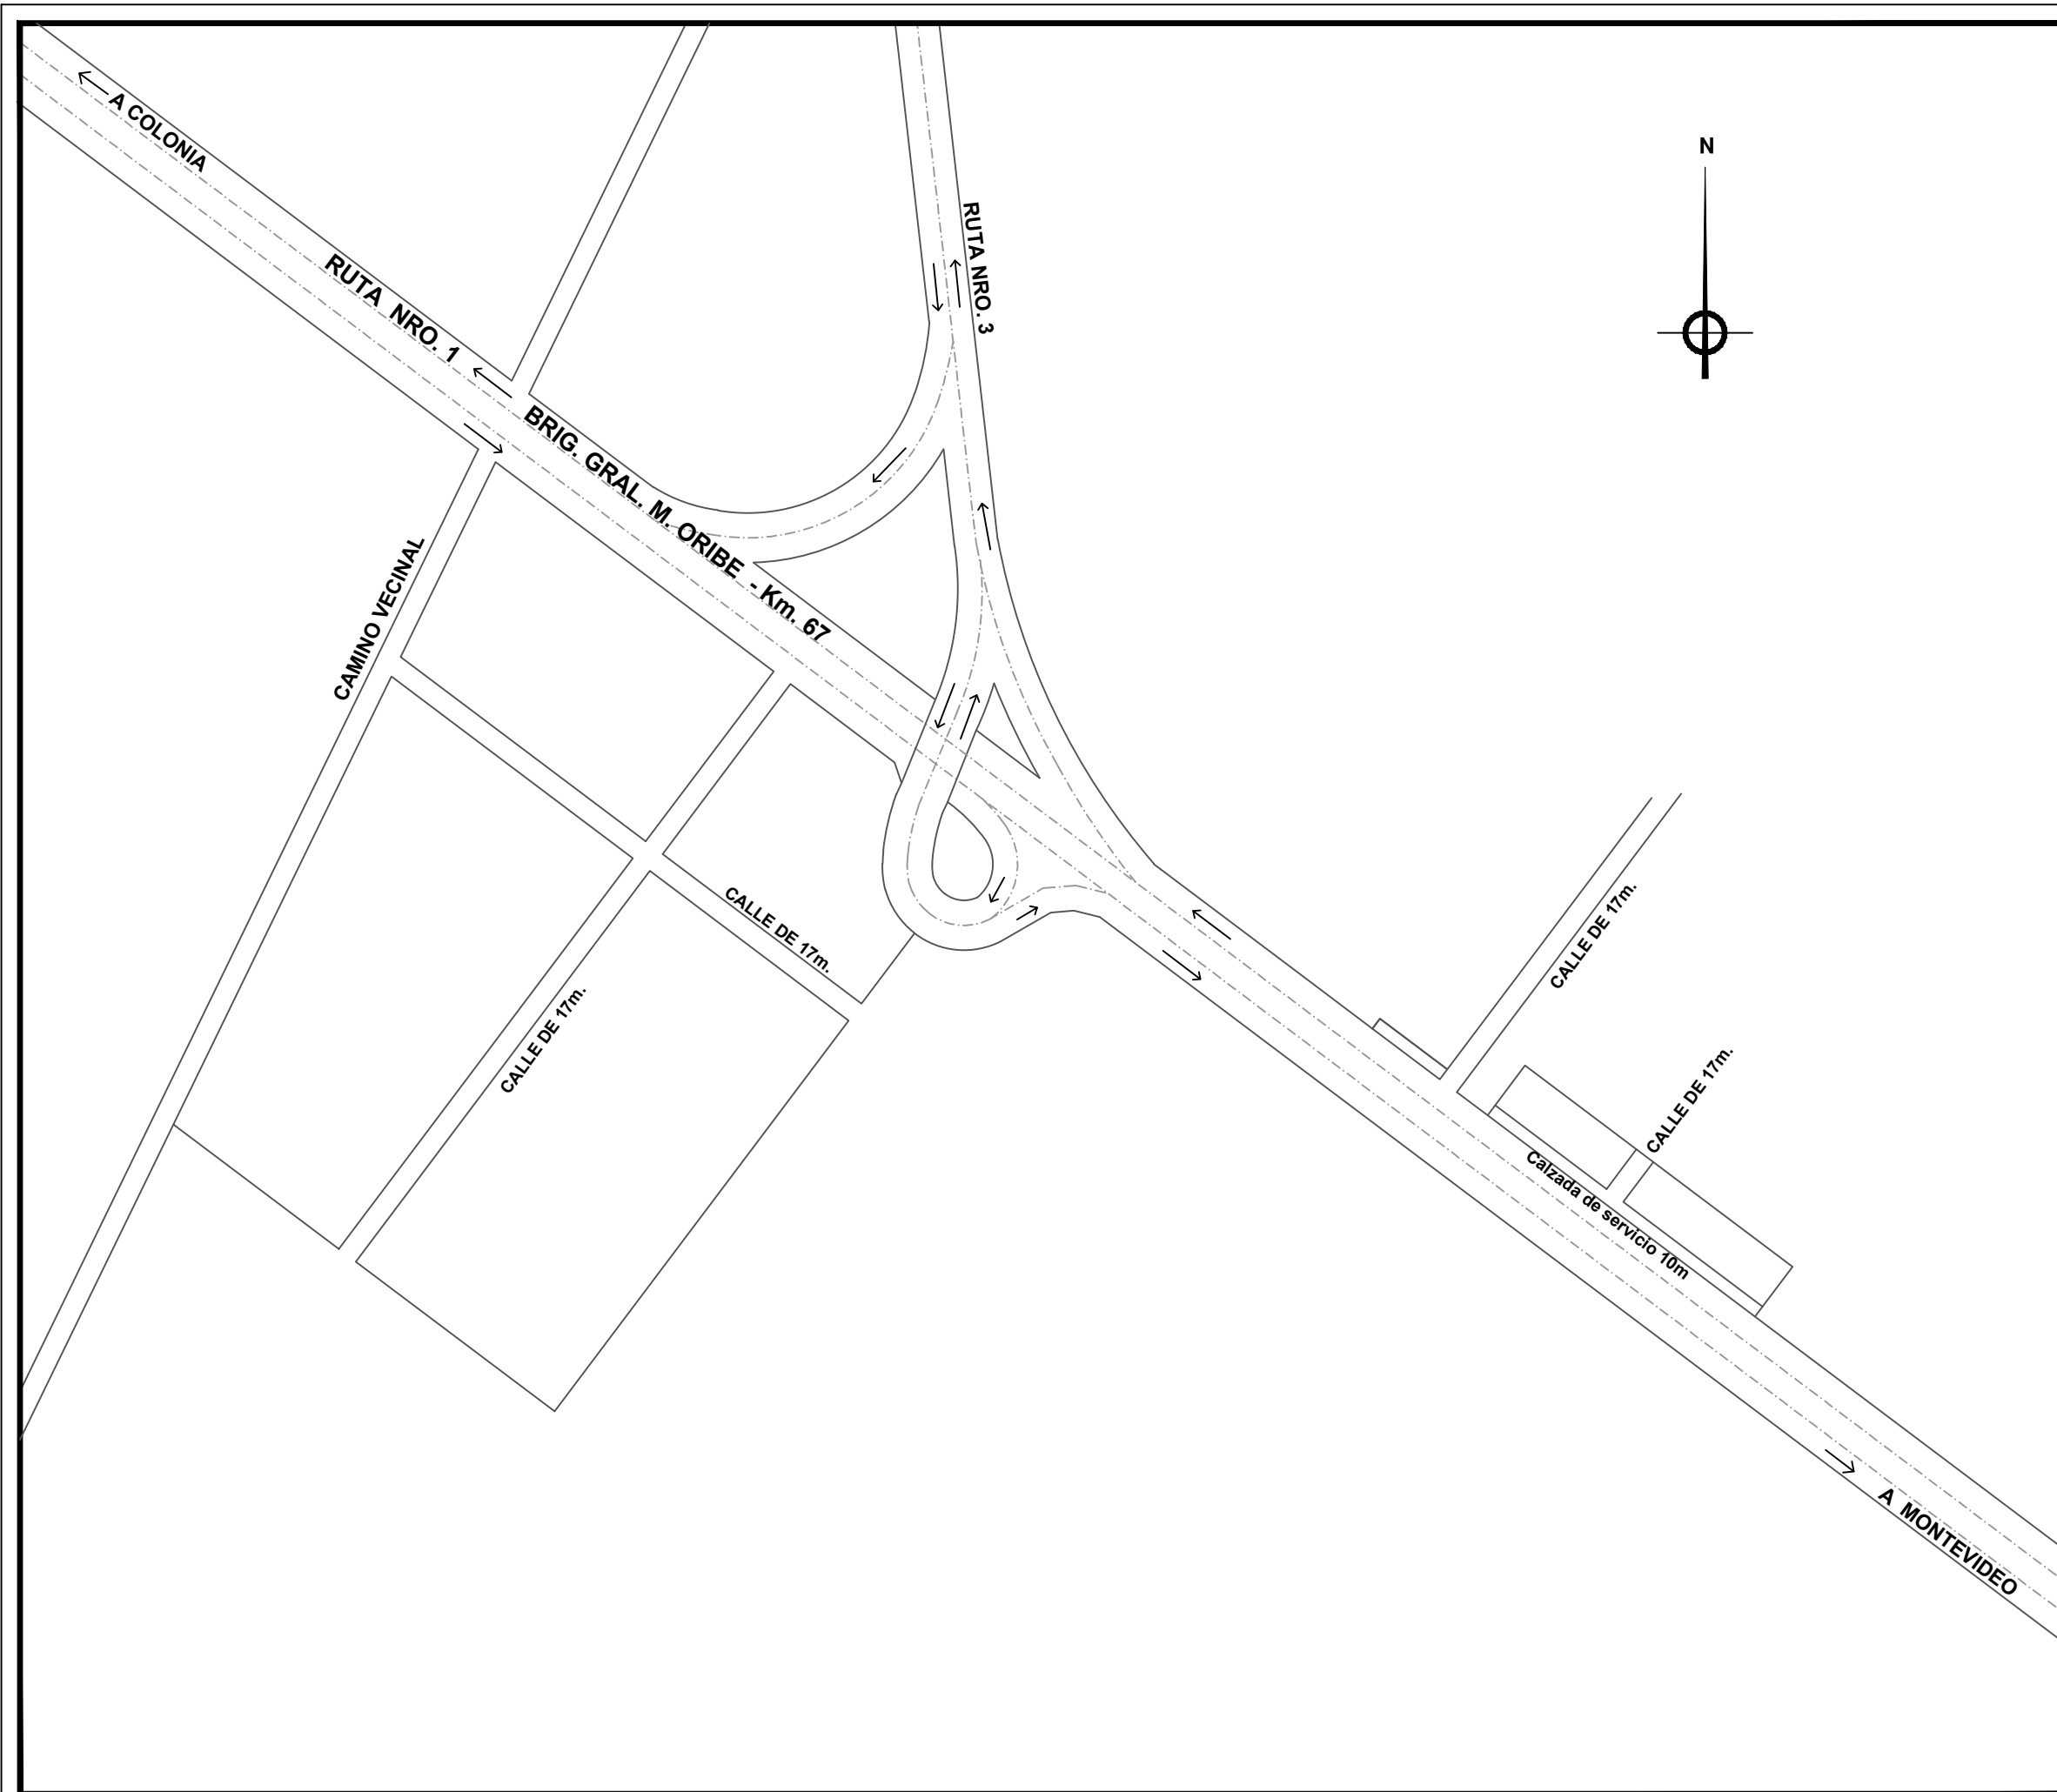 A COLONIA
N
RUTA NRO. 3
RUTA NRO. 1
BRIG. GRAL. M. ORIBE - Km. 67
CAMINO VECINAL
CALLE DE 17m.
CALLE DE 17m.
CALLE DE 17m.
CALLE DE 17m.
Calzada de servicio 10m
A MONTEVIDEO